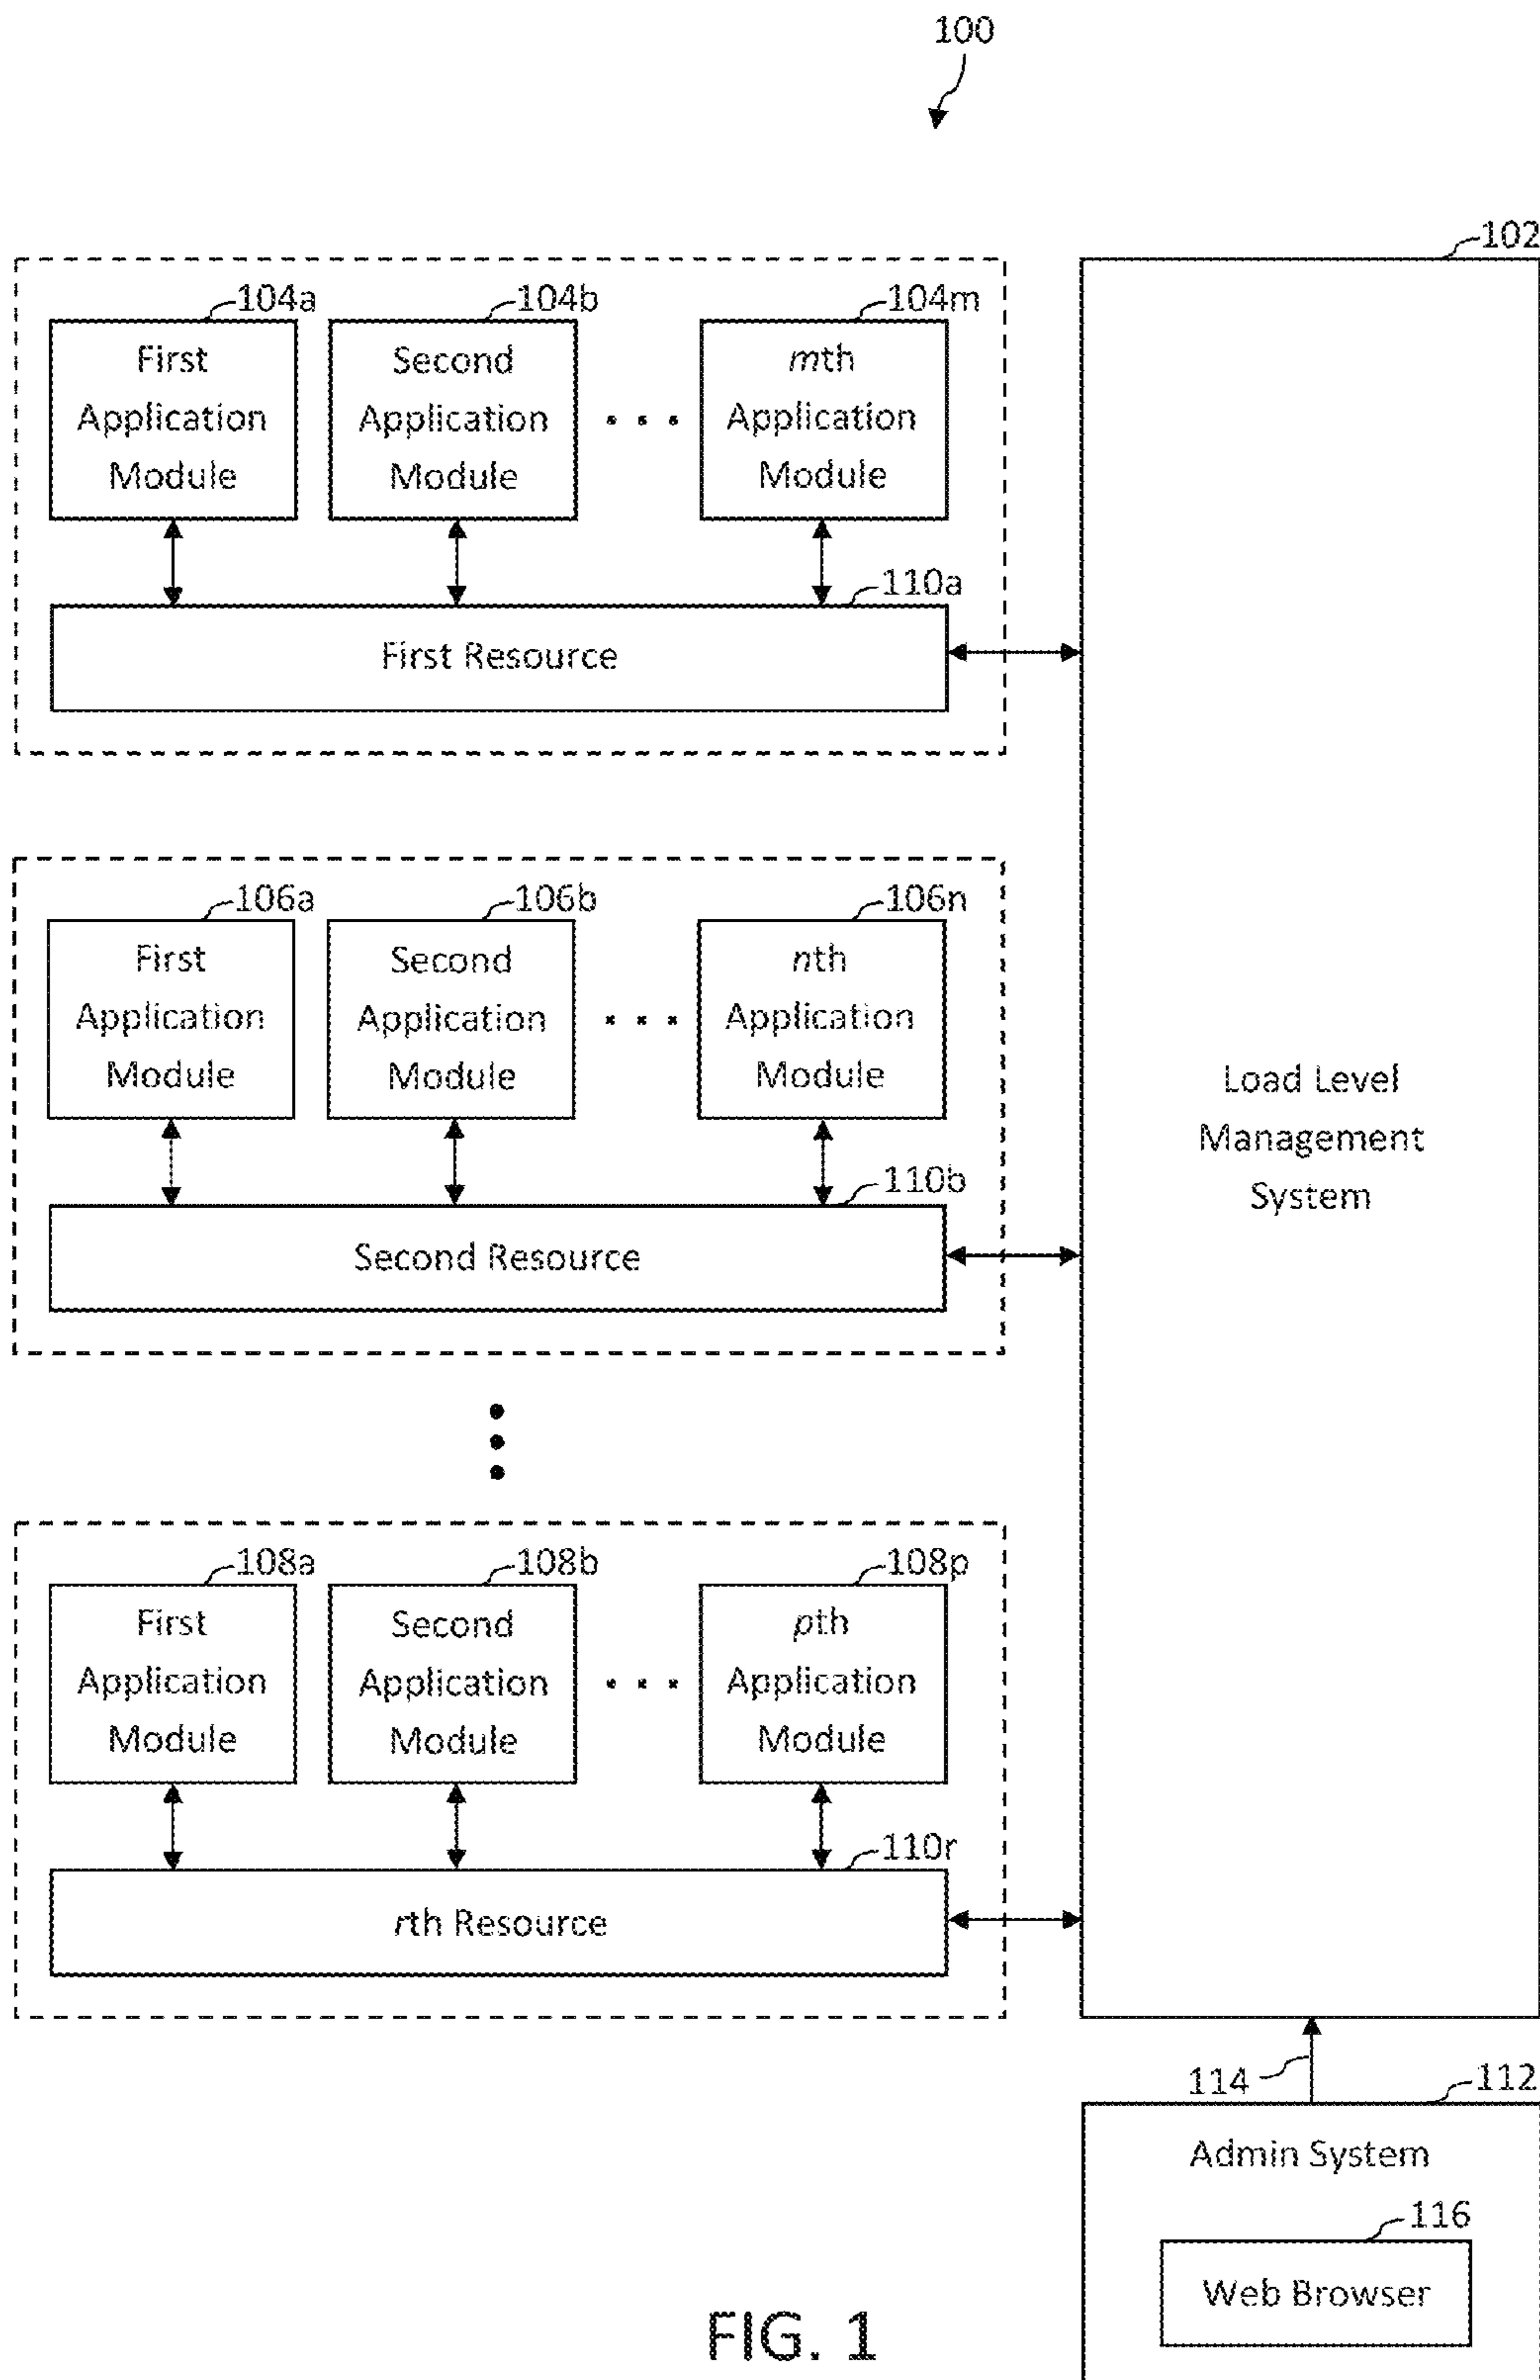 100
102
104a
104b
104m
First
Application
Module
Second
Application
Module
mth
Application
Module
. . .
110a
First Resource
106a
106b
106n
First
Application
Module
Second
Application
Module
nth
Application
Module
. . .
110b
Second Resource
Load Level
Management
System
108a
108b
108p
First
Application
Module
Second
Application
Module
pth
Application
Module
. . .
110r
rth Resource
114
112
Admin System
116
Web Browser
FIG. 1